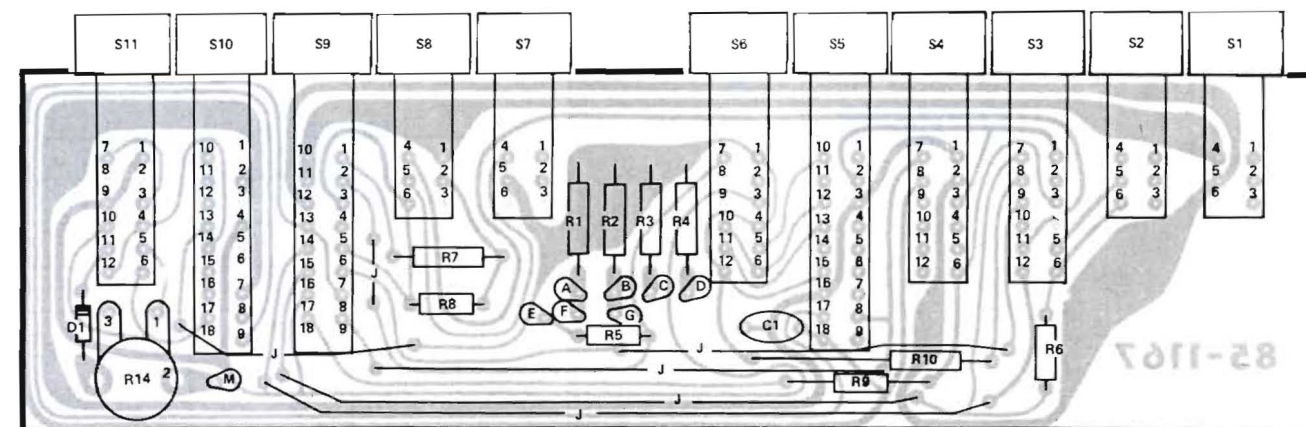 S11 S10 S9 S8 S7 S6 S5 S4 S3 S2 S1
7 1 10 1 10 1 4 1 4 1 7 1 10 1 7 1 7 1 4 1 4 1
8 2 11 2 11 2 5 2 5 2 8 2 11 2 8 2 8 2 5 2 5 2
9 3 12 3 12 3 6 3 6 3 9 3 12 3 9 3 9 3 6 3 6 3
10 4 13 4 13 4 R1 R2 R3 R4 10 4 13 4 10 4 10
11 5 14 5 14 5 11 5 14 5 11 5 11 5
12 6 15 6 15 6 J R7 12 6 15 6 12 6 12 6
16 7 16 7 A B C D 16 7
D1 3 1 17 8 17 8 R8 E F G C1 17 8
18 9 18 9 R5 18 9 R6
J J R10 85-1167
R14 2 M J R9
J
J